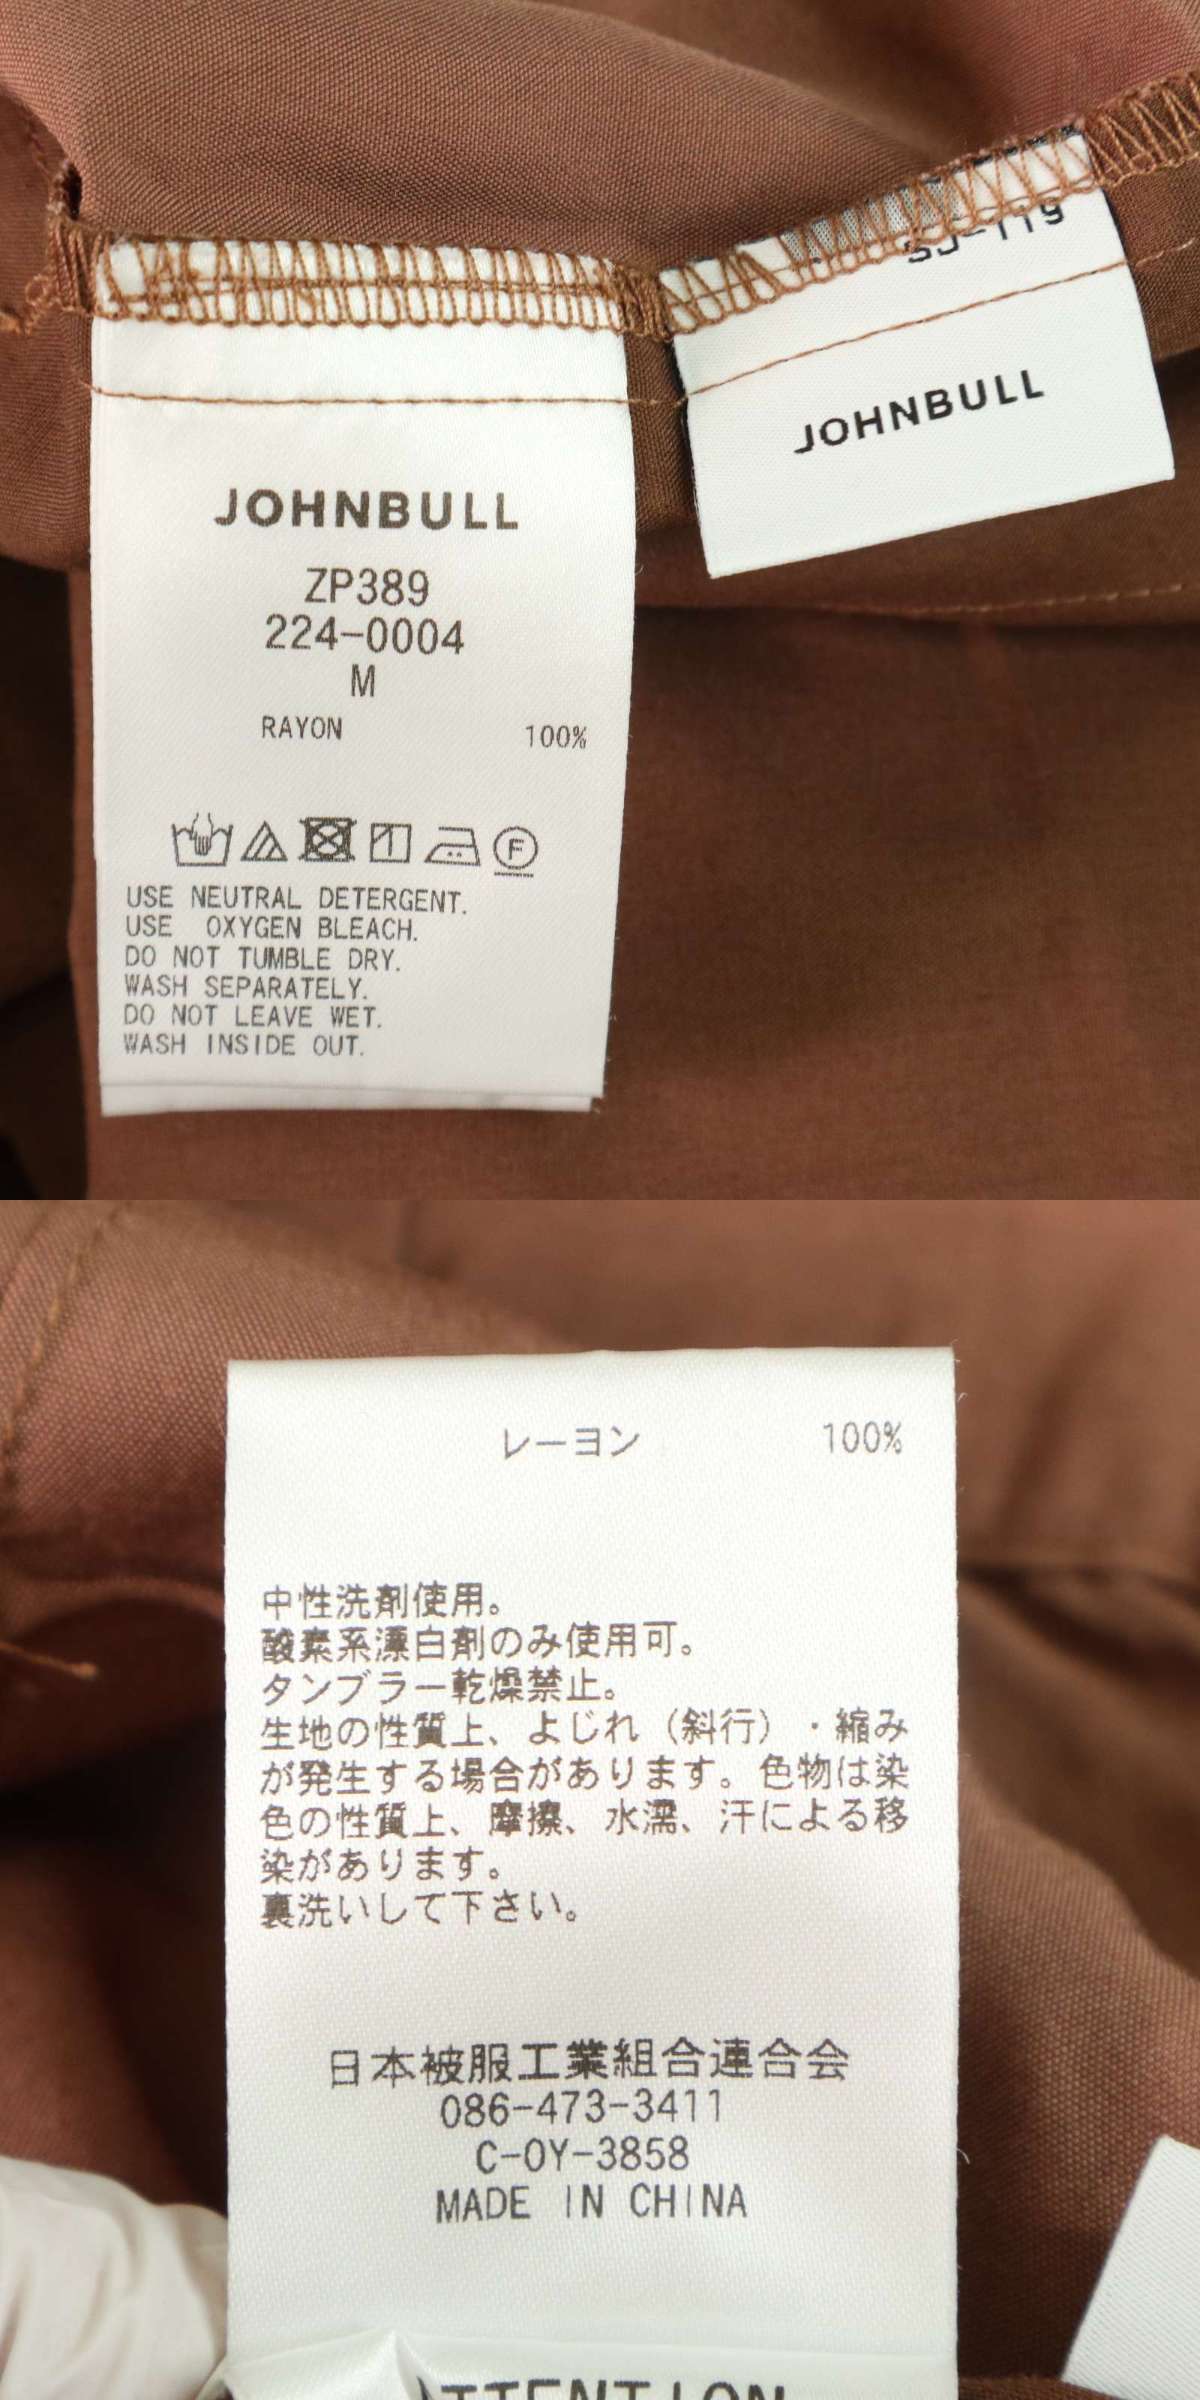 JOHNBULL
ZP389
224-0004
M
RAYON 100%
F
USE NEUTRAL DETERGENT.
USE OXYGEN BLEACH.
DO NOT TUMBLE DRY.
WASH SEPARATELY.
DO NOT LEAVE WET.
WASH INSIDE OUT.
JOHNBULL
レーヨン 100%
中性洗剤使用。
酸素系漂白剤のみ使用可。
タンブラー乾燥禁止。
生地の性質上、よじれ（斜行）・縮み
が発生する場合があります。色物は染
色の性質上、摩擦、水濡、汗による移
染があります。
裏洗いして下さい。
日本被服工業組合連合会
086-473-3411
C-0Y-3858
MADE IN CHINA
ATTENTION